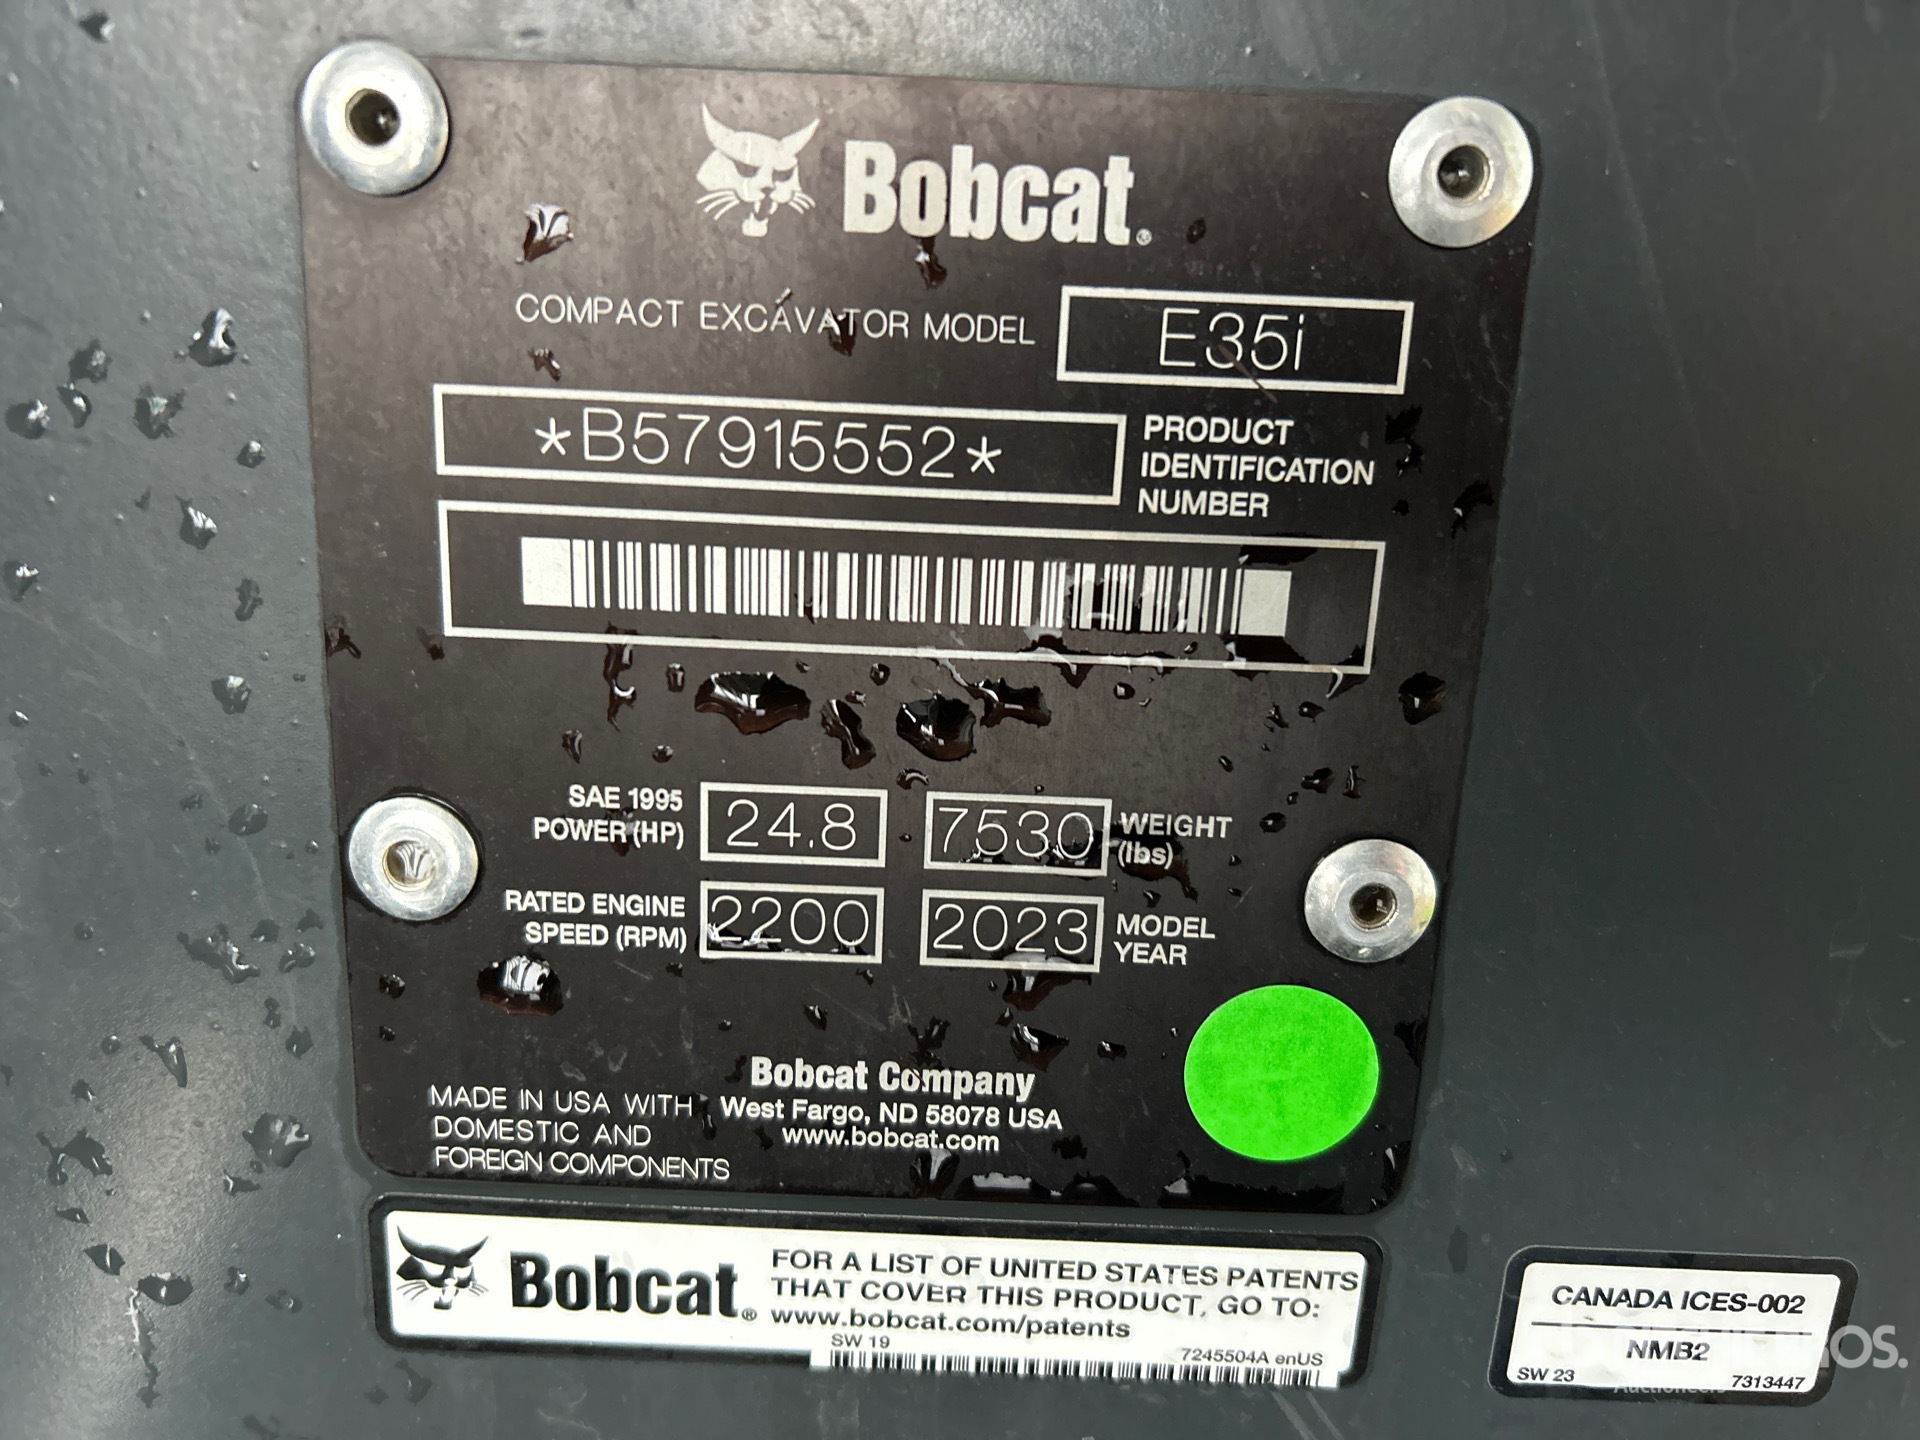 Bobcat®
COMPACT EXCAVATOR MODEL E35i
*B57915552*
PRODUCT
IDENTIFICATION
NUMBER
SAE 1995
POWER (HP)
24.8
7530
WEIGHT
(lbs)
RATED ENGINE
SPEED (RPM)
2200
2023
MODEL
YEAR
MADE IN USA WITH
DOMESTIC AND
FOREIGN COMPONENTS
Bobcat Company
West Fargo, ND 58078 USA
www.bobcat.com
Bobcat®
FOR A LIST OF UNITED STATES PATENTS
THAT COVER THIS PRODUCT, GO TO:
www.bobcat.com/patents
SW 19
7245504A enUS
CANADA ICES-002
NMB2
SW 23
7313447
Auctioneers